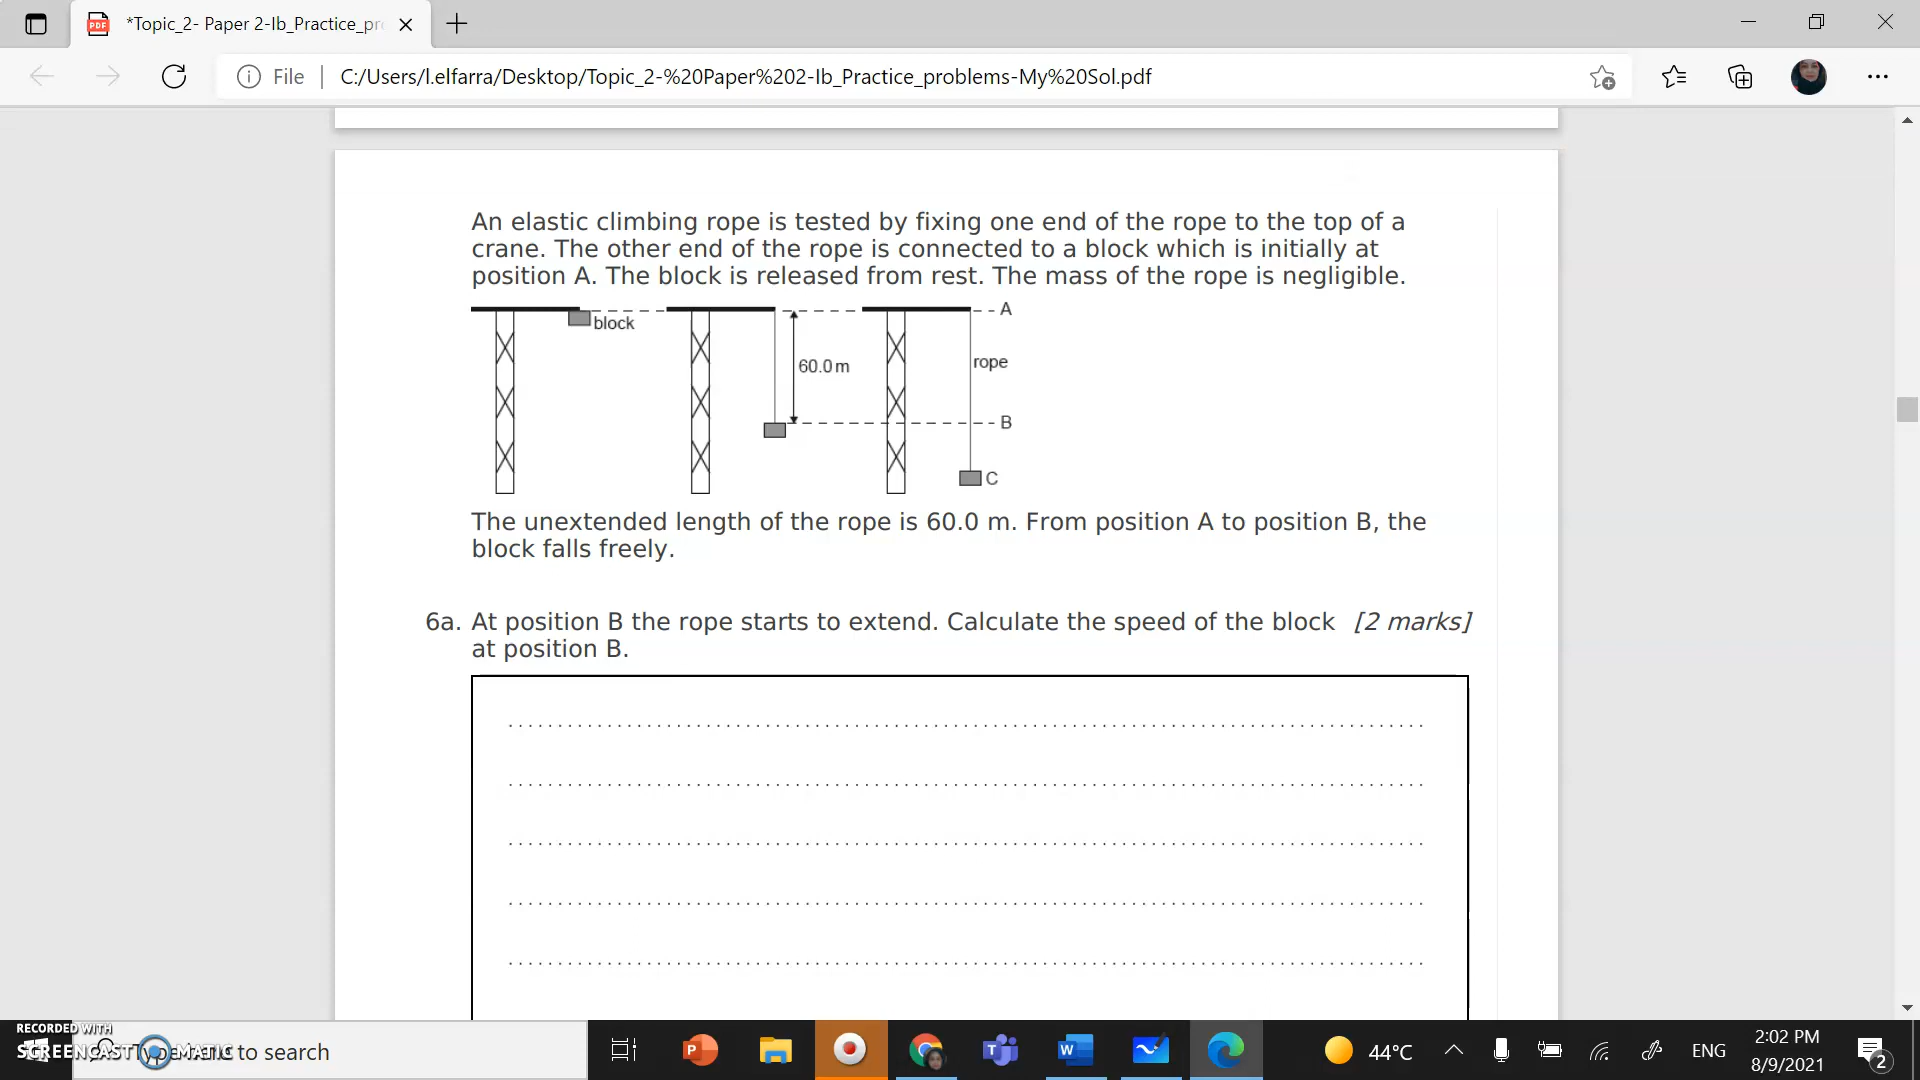 *Topic_2- Paper 2-Ib_Practice_pr
File
C:/Users/l.elfarra/Desktop/Topic_2-%20Paper%202-Ib_Practice_problems-My%20Sol.pdf
An elastic climbing rope is tested by fixing one end of the rope to the top of a
crane. The other end of the rope is connected to a block which is initially at
position A. The block is released from rest. The mass of the rope is negligible.
block
A
60.0 m
rope
B
C
The unextended length of the rope is 60.0 m. From position A to position B, the
block falls freely.
6a. At position B the rope starts to extend. Calculate the speed of the block [2 marks]
at position B.
RECORDED WITH
SCREENCAST MATIC
to search
44°C
ENG
2:02 PM
8/9/2021
2